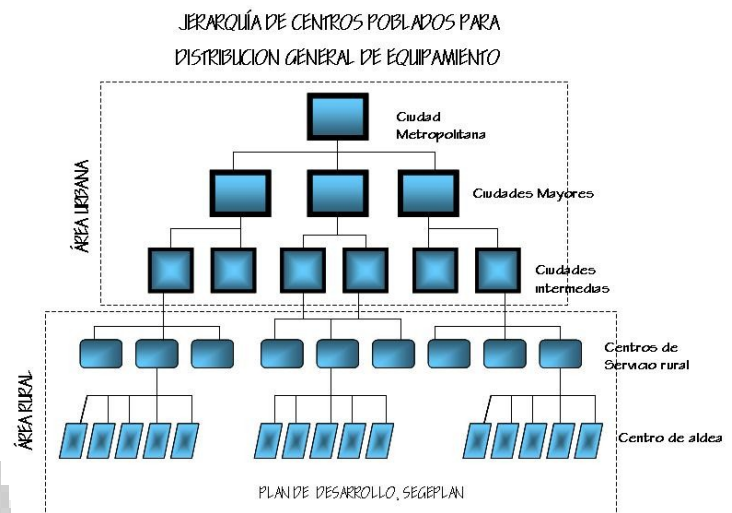 JERARQUÍA DE CENTROS POBLADOS PARA
DISTRIBUCION GENERAL DE EQUIPAMIENTO
Ciudad
Metropolitana
ÁREA URBANA
Ciudades Mayores
Ciudades
intermedias
Centros de
Servicio rural
ÁREA RURAL
Centro de aldea
PLAN DE DESARROLLO, SEGEPLAN